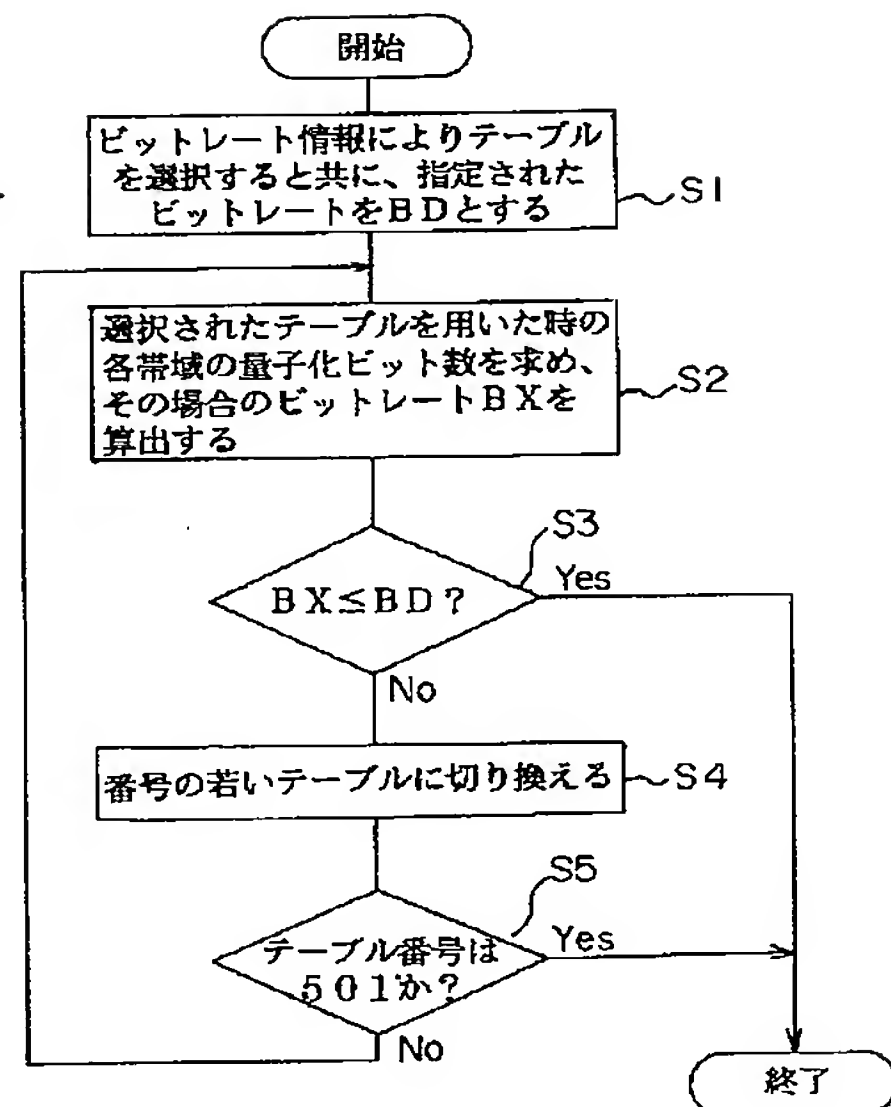 開始
ビットレート情報によりテーブル
を選択すると共に、指定された
ビットレートをBDとする
S1
選択されたテーブルを用いた時の
各帯域の量子化ビット数を求め、
その場合のビットレートBXを
算出する
S2
S3
BX≦BD?
Yes
No
番号の若いテーブルに切り換える
S4
S5
テーブル番号は
501か?
Yes
No
終了